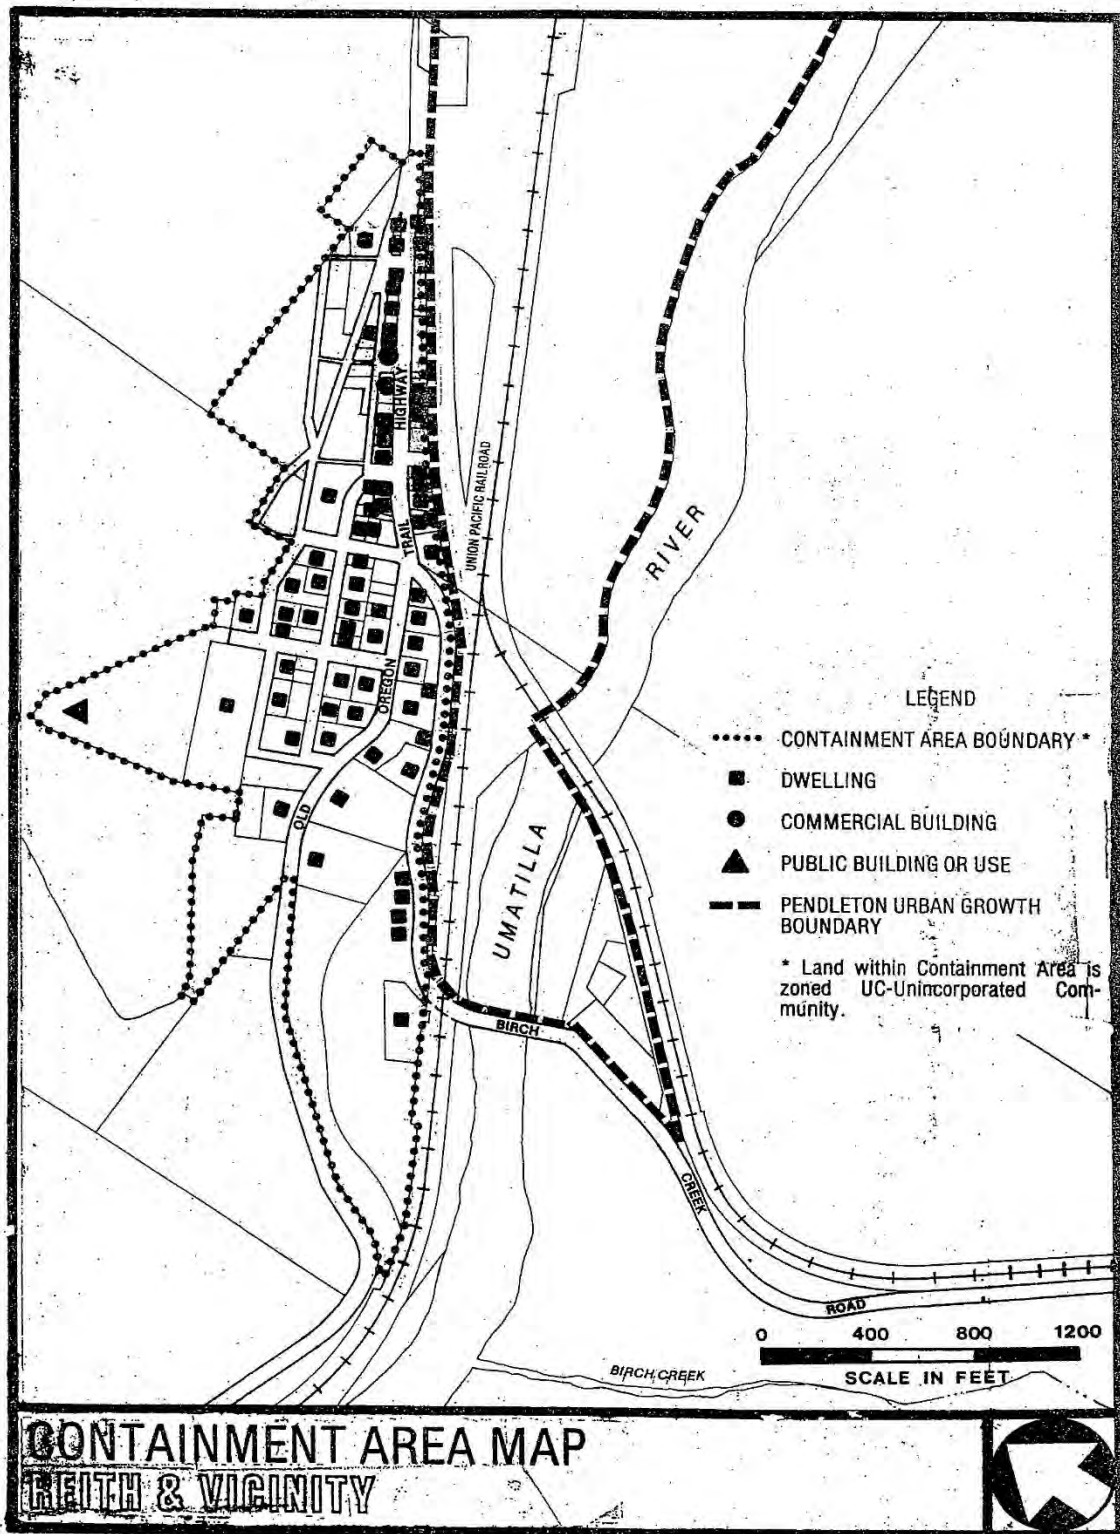 HIGHWAY
TRAIL
UNION PACIFIC RAILROAD
RIVER
OREGON
OLD
UMATILLA
LEGEND
CONTAINMENT AREA BOUNDARY *
DWELLING
COMMERCIAL BUILDING
PUBLIC BUILDING OR USE
PENDLETON URBAN GROWTH
BOUNDARY
* Land within Containment Area is
zoned UC-Unincorporated Com-
munity.
BIRCH
CREEK
ROAD
0 400 800 1200
SCALE IN FEET
BIRCH CREEK
CONTAINMENT AREA MAP
REITH & VICINITY